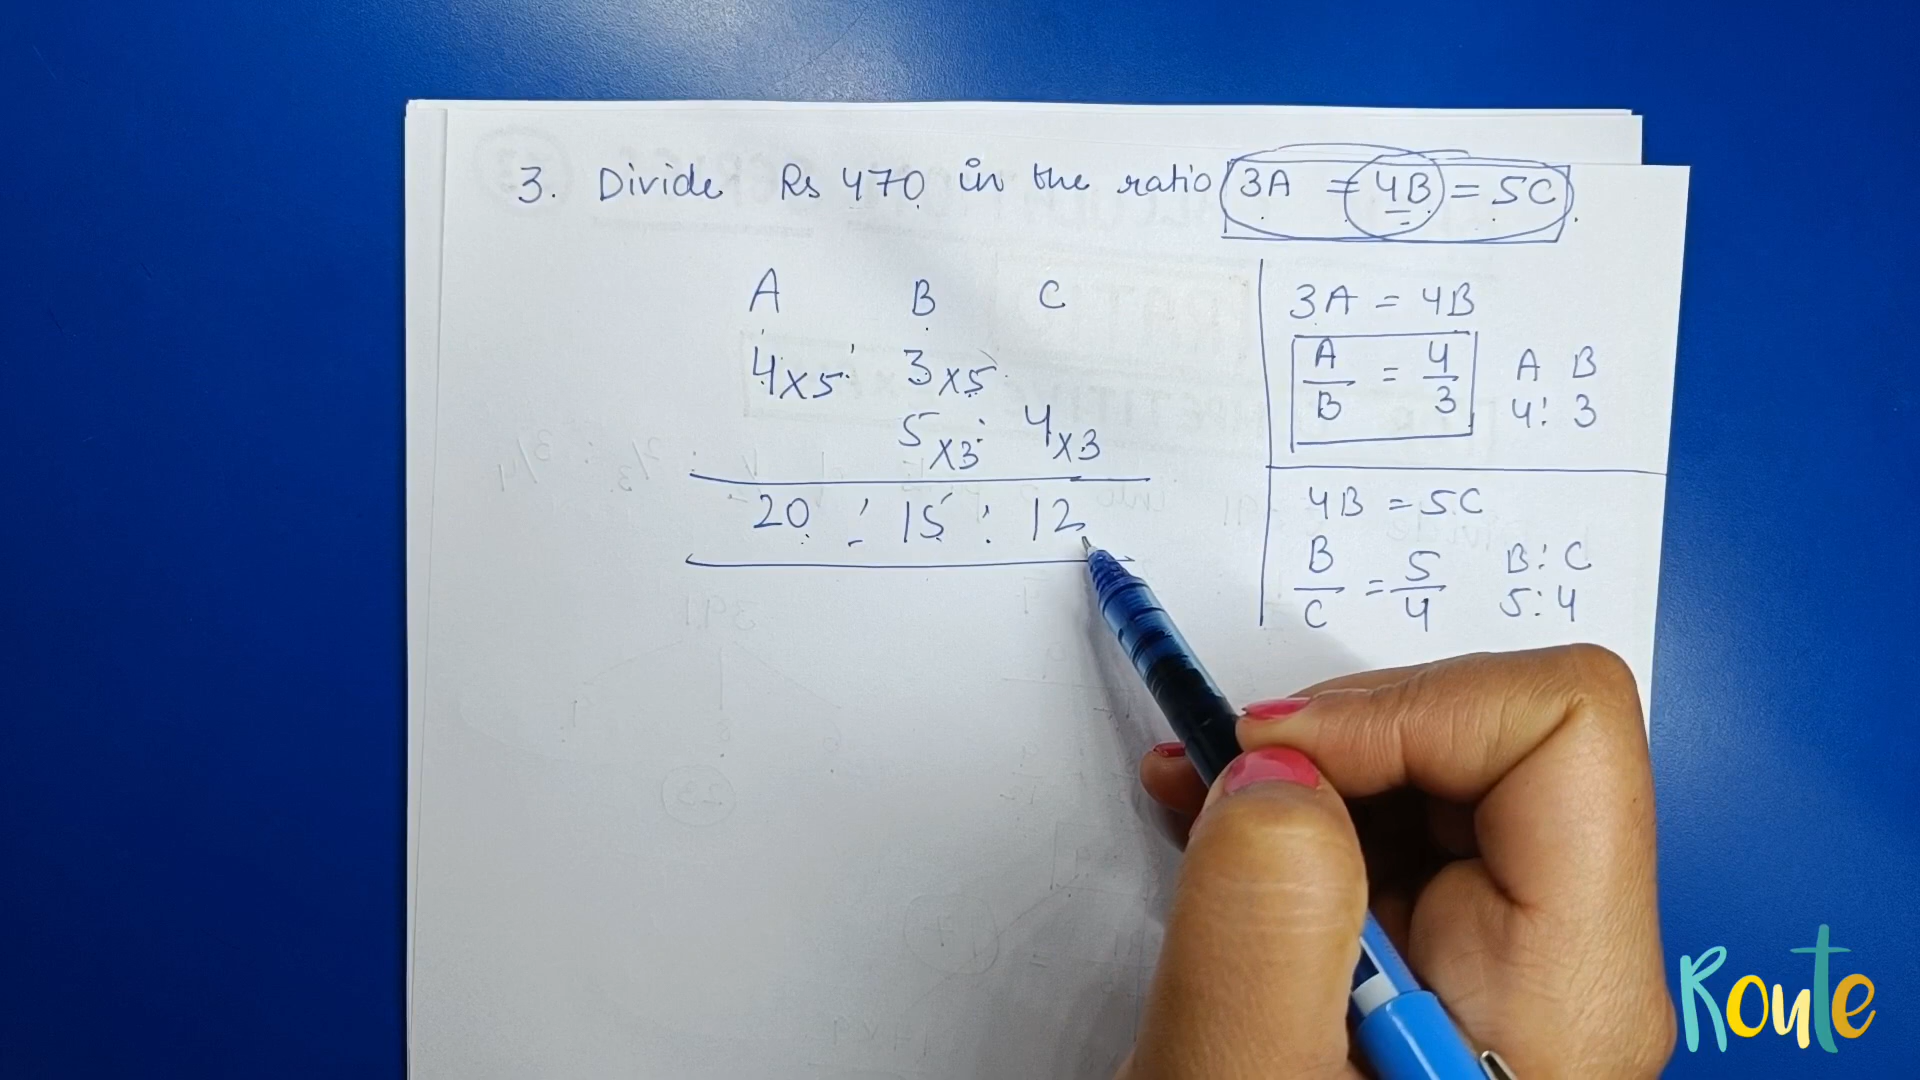 3. Divide Rs 470 in the ratio 3A = 4B = 5C.
A B C
4x5 : 3x5
5x3 : 4x3
20 : 15 : 12
3A = 4B
A/B = 4/3
A B
4 : 3
4B = 5C
B/C = 5/4
B : C
5 : 4
Route